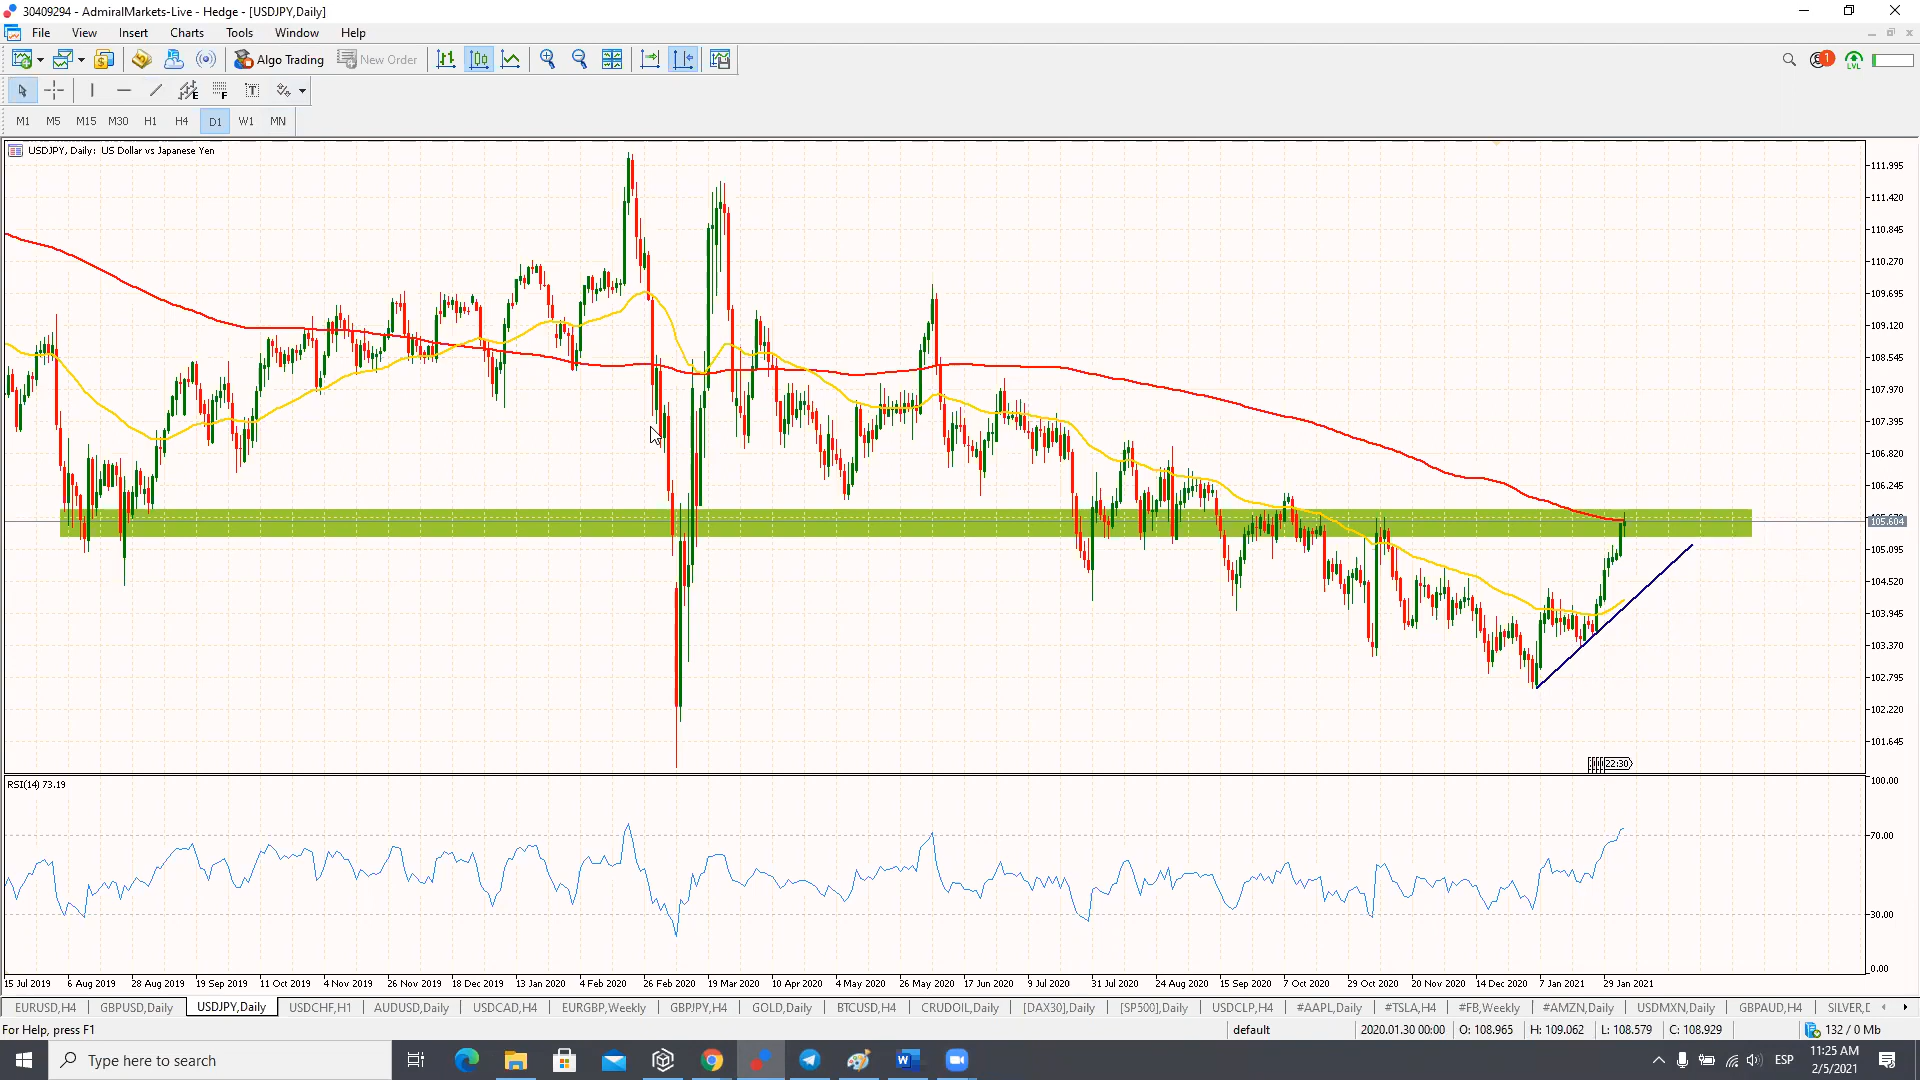 30409294 - AdmiralMarkets-Live - Hedge - [USDJPY,Daily]
File View Insert Charts Tools Window Help
Algo Trading New Order 1 LVL
E F T
M1 M5 M15 M30 H1 H4 D1 W1 MN
USDJPY, Daily: US Dollar vs Japanese Yen
111.995
111.420
110.845
110.270
109.695
109.120
108.545
107.970
107.395
106.820
106.245
105.604
105.095
104.520
103.945
103.370
102.795
102.220
101.645
22:30
RSI(14) 73.19
100.00
70.00
30.00
0.00
15 Jul 2019 6 Aug 2019 28 Aug 2019 19 Sep 2019 11 Oct 2019 4 Nov 2019 26 Nov 2019 18 Dec 2019 13 Jan 2020 4 Feb 2020 26 Feb 2020 19 Mar 2020 10 Apr 2020 4 May 2020 26 May 2020 17 Jun 2020 9 Jul 2020 31 Jul 2020 24 Aug 2020 15 Sep 2020 7 Oct 2020 29 Oct 2020 20 Nov 2020 14 Dec 2020 7 Jan 2021 29 Jan 2021
EURUSD,H4 GBPUSD,Daily USDJPY,Daily USDCHF,H1 AUDUSD,Daily USDCAD,H4 EURGBP,Weekly GBPJPY,H4 GOLD,Daily BTCUSD,H4 CRUDOIL,Daily [DAX30],Daily [SP500],Daily USDCLP,H4 #AAPL,Daily #TSLA,H4 #FB,Weekly #AMZN,Daily USDMXN,Daily GBPAUD,H4 SILVER,D
For Help, press F1 default 2020.01.30 00:00 O: 108.965 H: 109.062 L: 108.579 C: 108.929 132 / 0 Mb
Type here to search ESP 11:25 AM
2/5/2021